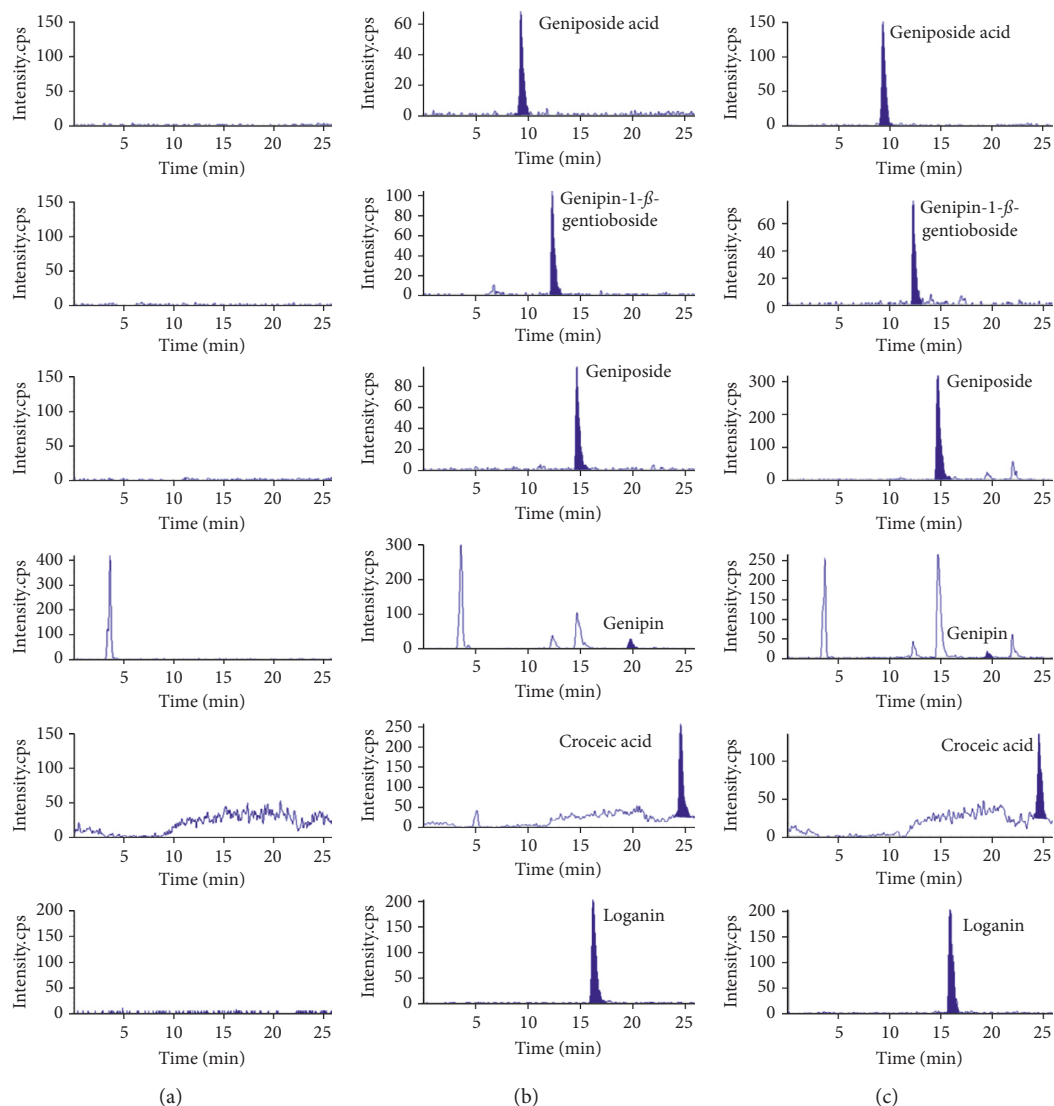 Intensity.cps
150
100
50
0
5 10 15 20 25
Time (min)
Intensity.cps
60
40
20
0
Geniposide acid
5 10 15 20 25
Time (min)
Intensity.cps
150
100
50
0
Geniposide acid
5 10 15 20 25
Time (min)
Intensity.cps
150
100
50
0
5 10 15 20 25
Time (min)
Intensity.cps
100
80
60
40
20
0
Genipin-1-ß-
gentioboside
5 10 15 20 25
Time (min)
Intensity.cps
60
40
20
0
Genipin-1-ß-
gentioboside
5 10 15 20 25
Time (min)
Intensity.cps
150
100
50
0
5 10 15 20 25
Time (min)
Intensity.cps
80
60
40
20
0
Geniposide
5 10 15 20 25
Time (min)
Intensity.cps
300
200
100
0
Geniposide
5 10 15 20 25
Time (min)
Intensity.cps
400
300
200
100
0
5 10 15 20 25
Time (min)
Intensity.cps
300
200
100
0
Genipin
5 10 15 20 25
Time (min)
Intensity.cps
250
200
150
100
50
0
Genipin
5 10 15 20 25
Time (min)
Intensity.cps
150
100
50
0
5 10 15 20 25
Time (min)
Intensity.cps
250
200
150
100
50
0
Croceic acid
5 10 15 20 25
Time (min)
Intensity.cps
100
50
0
Croceic acid
5 10 15 20 25
Time (min)
Intensity.cps
200
150
100
50
0
5 10 15 20 25
Time (min)
(a)
Intensity.cps
200
150
100
50
0
Loganin
5 10 15 20 25
Time (min)
(b)
Intensity.cps
200
150
100
50
0
Loganin
5 10 15 20 25
Time (min)
(c)